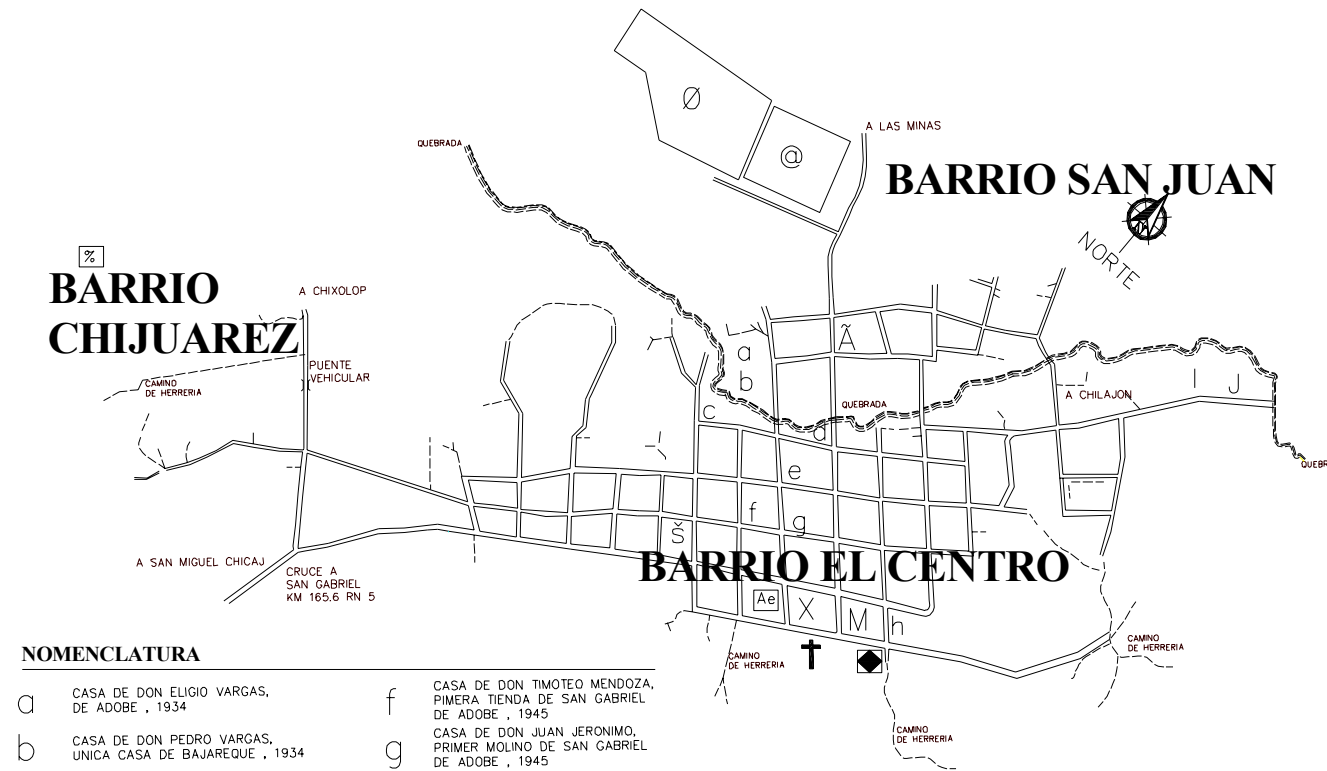 Ø
@
A LAS MINAS
QUEBRADA
BARRIO SAN JUAN
NORTE
%
BARRIO
CHIJUAREZ
A CHIXOLOP
PUENTE
VEHICULAR
CAMINO
DE HERRERIA
a
Ã
b
I
J
A CHILAJON
c
QUEBRADA
d
QUEBR
e
f
g
Š
BARRIO EL CENTRO
A SAN MIGUEL CHICAJ
CRUCE A
SAN GABRIEL
KM 165.6 RN 5
Ae
X
M
h
CAMINO
DE HERRERIA
CAMINO
DE HERRERIA
CAMINO
DE HERRERIA
NOMENCLATURA
a CASA DE DON ELIGIO VARGAS,
DE ADOBE , 1934
b CASA DE DON PEDRO VARGAS,
UNICA CASA DE BAJAREQUE , 1934
f CASA DE DON TIMOTEO MENDOZA,
PIMERA TIENDA DE SAN GABRIEL
DE ADOBE , 1945
g CASA DE DON JUAN JERONIMO,
PRIMER MOLINO DE SAN GABRIEL
DE ADOBE , 1945